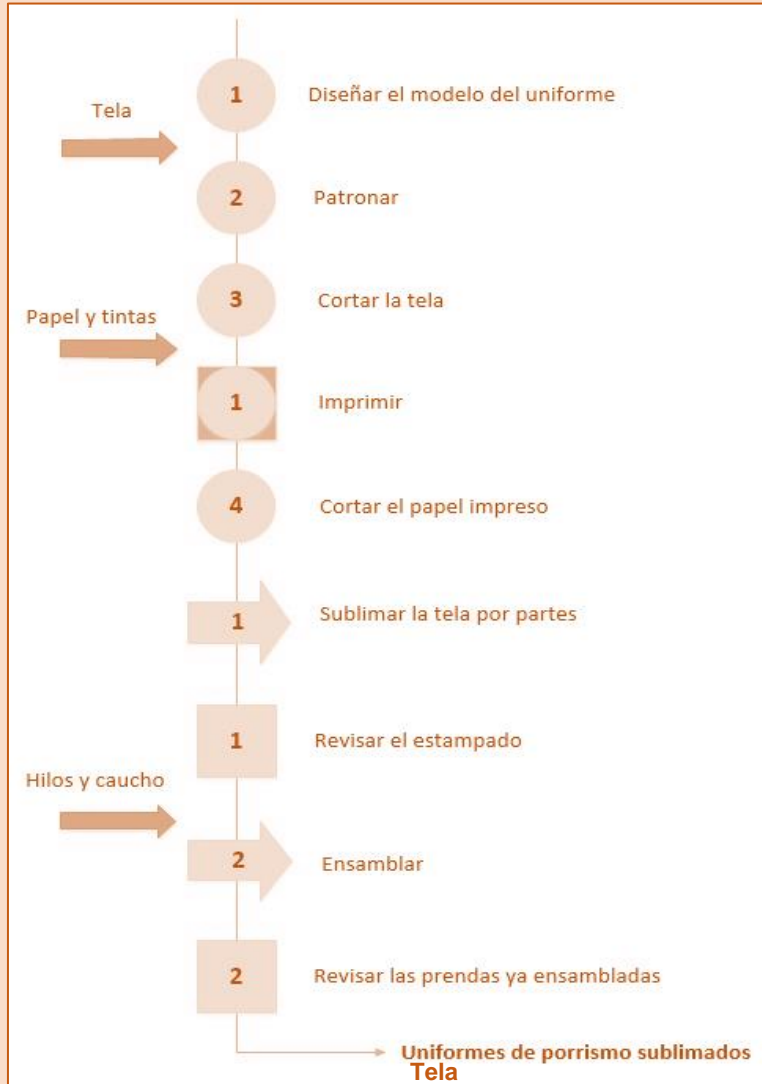 1 Diseñar el modelo del uniforme
Tela
2 Patronar
3 Cortar la tela
Papel y tintas
1 Imprimir
4 Cortar el papel impreso
1 Sublimar la tela por partes
1 Revisar el estampado
Hilos y caucho
2 Ensamblar
2 Revisar las prendas ya ensambladas
Uniformes de porrismo sublimados
Tela